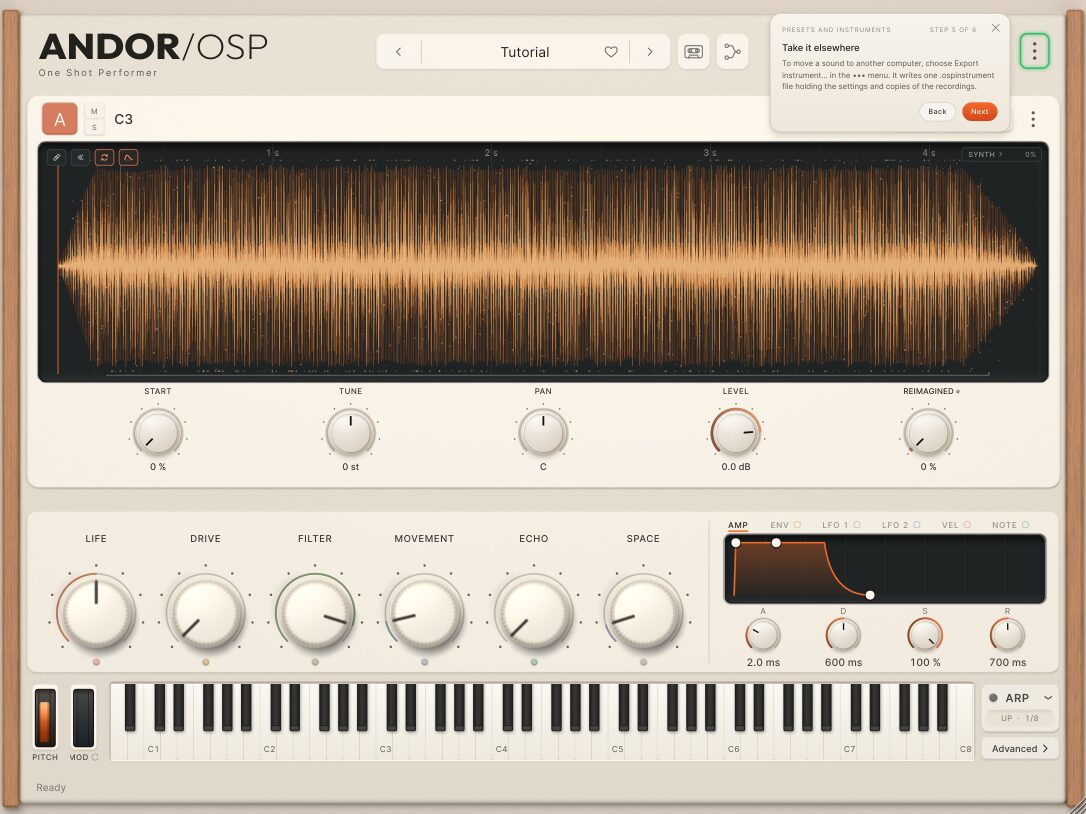 ANDOR/OSP
One Shot Performer
Tutorial
PRESETS AND INSTRUMENTS
STEP 5 OF 6
Take it elsewhere
To move a sound to another computer, choose Export
instrument... in the ••• menu. It writes one .ospinstrument
file holding the settings and copies of the recordings.
Back
Next
A
M
S
C3
1 s
2 s
3 s
4 s
SYNTH
0%
START
TUNE
PAN
LEVEL
REIMAGINED
0 %
0 st
C
0.0 dB
0 %
LIFE
DRIVE
FILTER
MOVEMENT
ECHO
SPACE
AMP
ENV
LFO 1
LFO 2
VEL
NOTE
A
D
S
R
2.0 ms
600 ms
100 %
700 ms
PITCH
MOD
C1
C2
C3
C4
C5
C6
C7
C8
ARP
UP · 1/8
Advanced
Ready